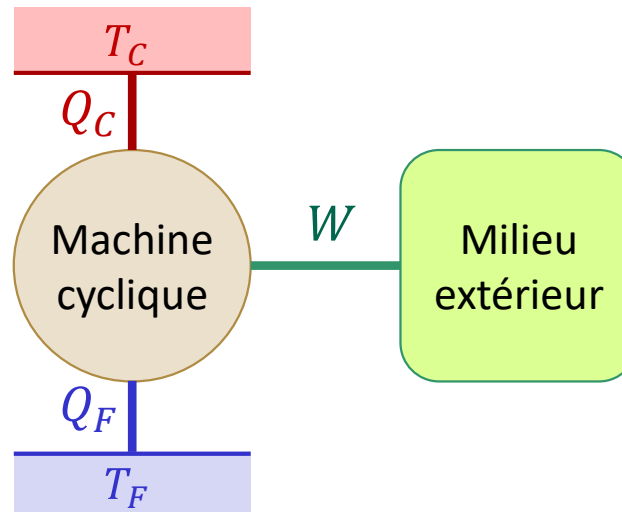 T_C
Q_C
Machine
cyclique
W
Milieu
extérieur
Q_F
T_F